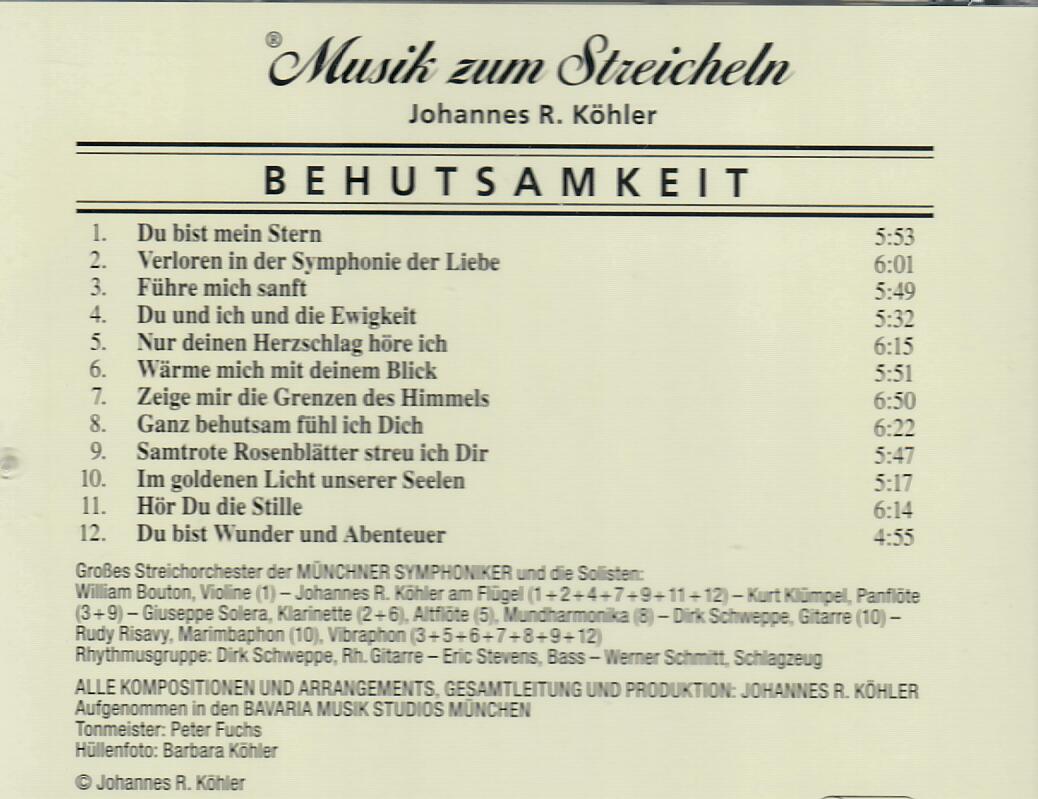 ® Musik zum Streicheln
Johannes R. Köhler
BEHUTSAMKEIT
1. Du bist mein Stern 5:53
2. Verloren in der Symphonie der Liebe 6:01
3. Führe mich sanft 5:49
4. Du und ich und die Ewigkeit 5:32
5. Nur deinen Herzschlag höre ich 6:15
6. Wärme mich mit deinem Blick 5:51
7. Zeige mir die Grenzen des Himmels 6:50
8. Ganz behutsam fühl ich Dich 6:22
9. Samtrote Rosenblätter streu ich Dir 5:47
10. Im goldenen Licht unserer Seelen 5:17
11. Hör Du die Stille 6:14
12. Du bist Wunder und Abenteuer 4:55
Großes Streichorchester der MÜNCHNER SYMPHONIKER und die Solisten:
William Bouton, Violine (1) – Johannes R. Köhler am Flügel (1+2+4+7+9+11+12) – Kurt Klümpel, Panflöte
(3+9) – Giuseppe Solera, Klarinette (2+6), Altflöte (5), Mundharmonika (8) – Dirk Schweppe, Gitarre (10) –
Rudy Risavy, Marimbaphon (10), Vibraphon (3+5+6+7+8+9+12)
Rhythmusgruppe: Dirk Schweppe, Rh. Gitarre – Eric Stevens, Bass – Werner Schmitt, Schlagzeug
ALLE KOMPOSITIONEN UND ARRANGEMENTS, GESAMTLEITUNG UND PRODUKTION: JOHANNES R. KÖHLER
Aufgenommen in den BAVARIA MUSIK STUDIOS MÜNCHEN
Tonmeister: Peter Fuchs
Hüllenfoto: Barbara Köhler
© Johannes R. Köhler